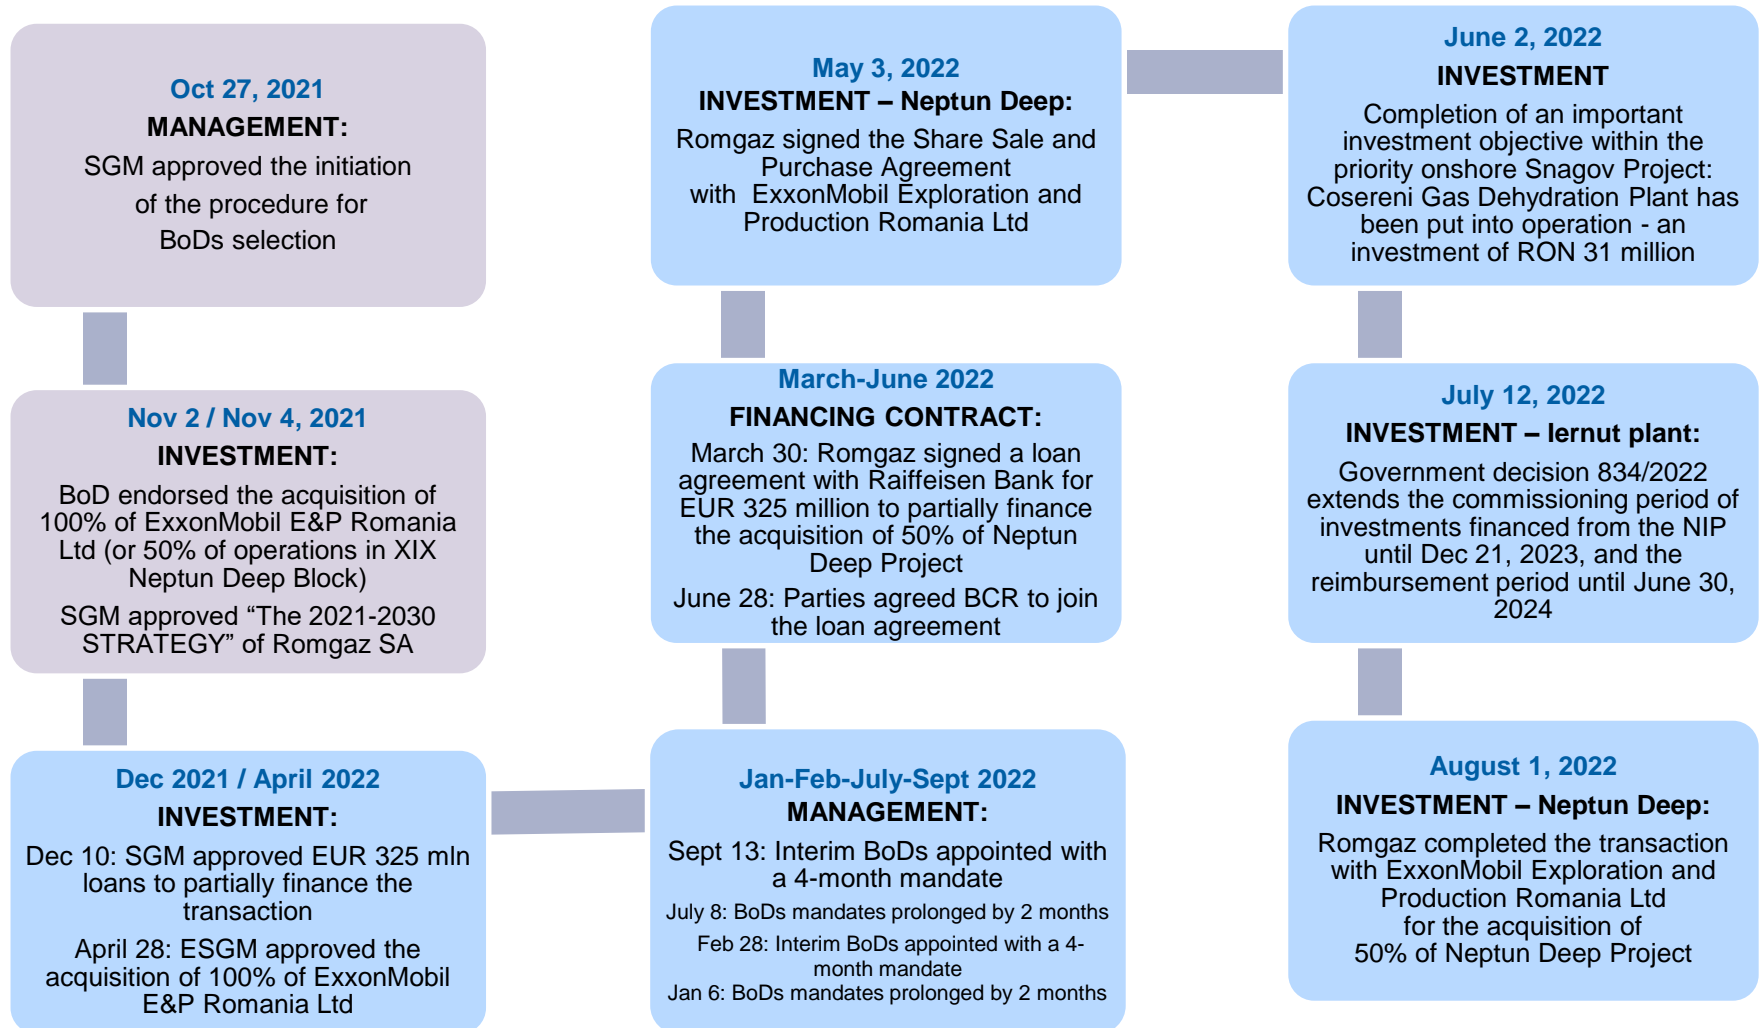 Oct 27, 2021
MANAGEMENT:
SGM approved the initiation
of the procedure for
BoDs selection
Nov 2 / Nov 4, 2021
INVESTMENT:
BoD endorsed the acquisition of
100% of ExxonMobil E&P Romania
Ltd (or 50% of operations in XIX
Neptun Deep Block)
SGM approved “The 2021-2030
STRATEGY” of Romgaz SA
Dec 2021 / April 2022
INVESTMENT:
Dec 10: SGM approved EUR 325 mln
loans to partially finance the
transaction
April 28: ESGM approved the
acquisition of 100% of ExxonMobil
E&P Romania Ltd
Jan-Feb-July-Sept 2022
MANAGEMENT:
Sept 13: Interim BoDs appointed with
a 4-month mandate
July 8: BoDs mandates prolonged by 2 months
Feb 28: Interim BoDs appointed with a 4-
month mandate
Jan 6: BoDs mandates prolonged by 2 months
March-June 2022
FINANCING CONTRACT:
March 30: Romgaz signed a loan
agreement with Raiffeisen Bank for
EUR 325 million to partially finance
the acquisition of 50% of Neptun
Deep Project
June 28: Parties agreed BCR to join
the loan agreement
May 3, 2022
INVESTMENT – Neptun Deep:
Romgaz signed the Share Sale and
Purchase Agreement
with ExxonMobil Exploration and
Production Romania Ltd
June 2, 2022
INVESTMENT
Completion of an important
investment objective within the
priority onshore Snagov Project:
Cosereni Gas Dehydration Plant has
been put into operation - an
investment of RON 31 million
July 12, 2022
INVESTMENT – Iernut plant:
Government decision 834/2022
extends the commissioning period of
investments financed from the NIP
until Dec 21, 2023, and the
reimbursement period until June 30,
2024
August 1, 2022
INVESTMENT – Neptun Deep:
Romgaz completed the transaction
with ExxonMobil Exploration and
Production Romania Ltd
for the acquisition of
50% of Neptun Deep Project